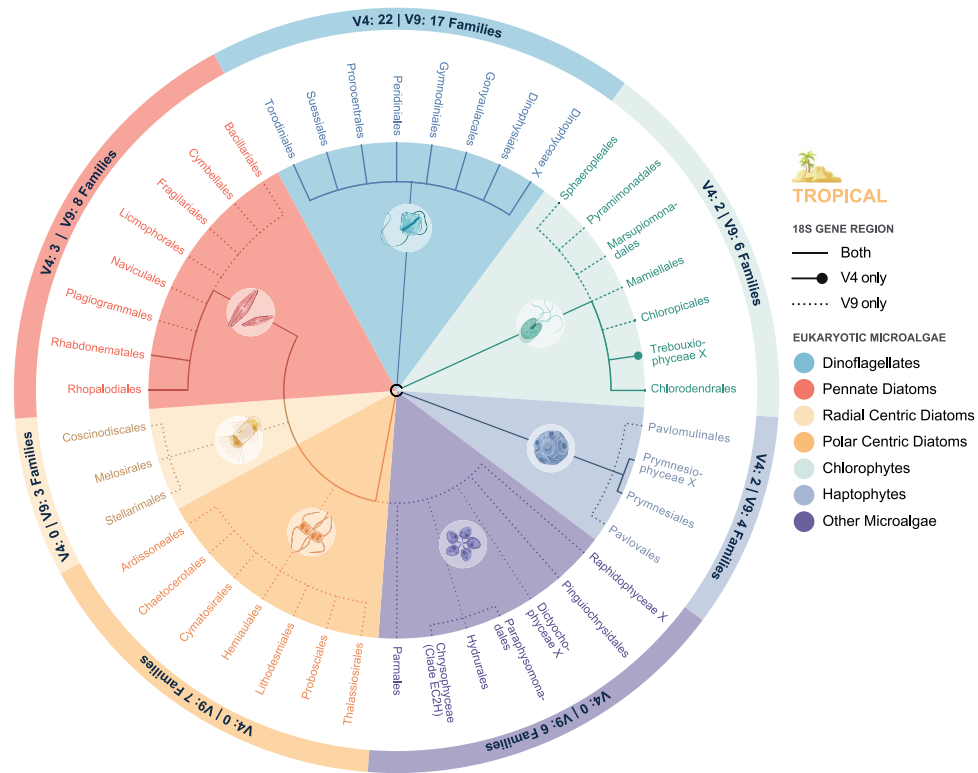 V4: 22 | V9: 17 Families
V4: 2 | V9: 6 Families
V4: 2 | V9: 4 Families
V4: 0 | V9: 6 Families
V4: 0 | V9: 7 Families
V4: 0 | V9: 3 Families
V4: 3 | V9: 8 Families
Torodiniales
Suessiales
Prorocentrales
Peridiniales
Gymnodiniales
Gonyaulacales
Dinophysiales
Dinophyceae X
Sphaeropleales
Pyramimonadales
Marsupiomona-
dales
Mamiellales
Chloropicales
Trebouxio-
phyceae X
Chlorodendrales
Pavlomulinales
Prymnesio-
phyceae X
Prymnesiales
Pavlovales
Raphidophyceae X
Pinguiochrysidales
Dictyocho-
phyceae X
Paraphysomona-
dales
Hydrurales
Chrysophyceae
(Clade EC2H)
Parmales
Thalassiosirales
Probosciales
Lithodesmiales
Hemiaulales
Cymatosirales
Chaetocerotales
Ardissoneales
Stellarimales
Melosirales
Coscinodiscales
Rhopalodiales
Rhabdonematales
Plagiogrammales
Naviculales
Licmophorales
Fragilariales
Cymbellales
Bacillariales
TROPICAL
18S GENE REGION
Both
V4 only
V9 only
EUKARYOTIC MICROALGAE
Dinoflagellates
Pennate Diatoms
Radial Centric Diatoms
Polar Centric Diatoms
Chlorophytes
Haptophytes
Other Microalgae